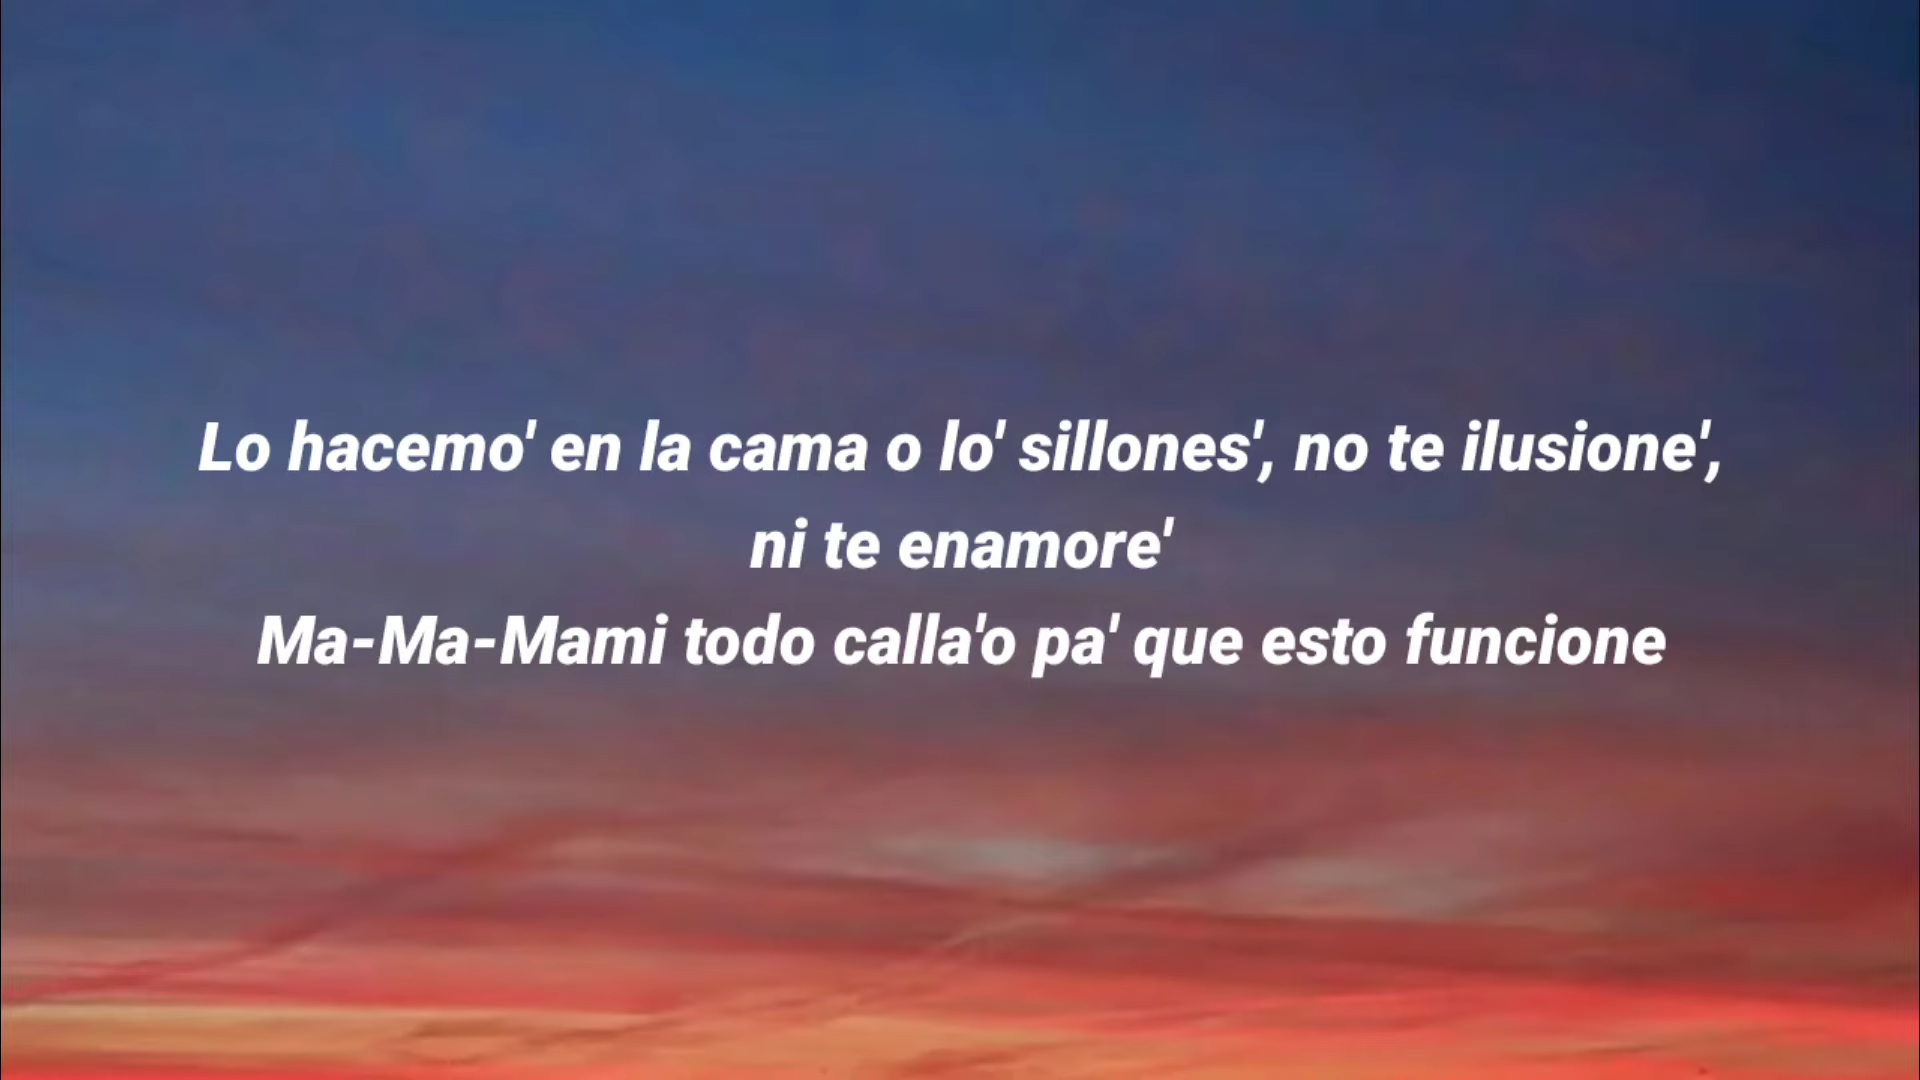 Lo hacemo' en la cama o lo' sillones', no te ilusione',
ni te enamore'
Ma-Ma-Mami todo calla'o pa' que esto funcione